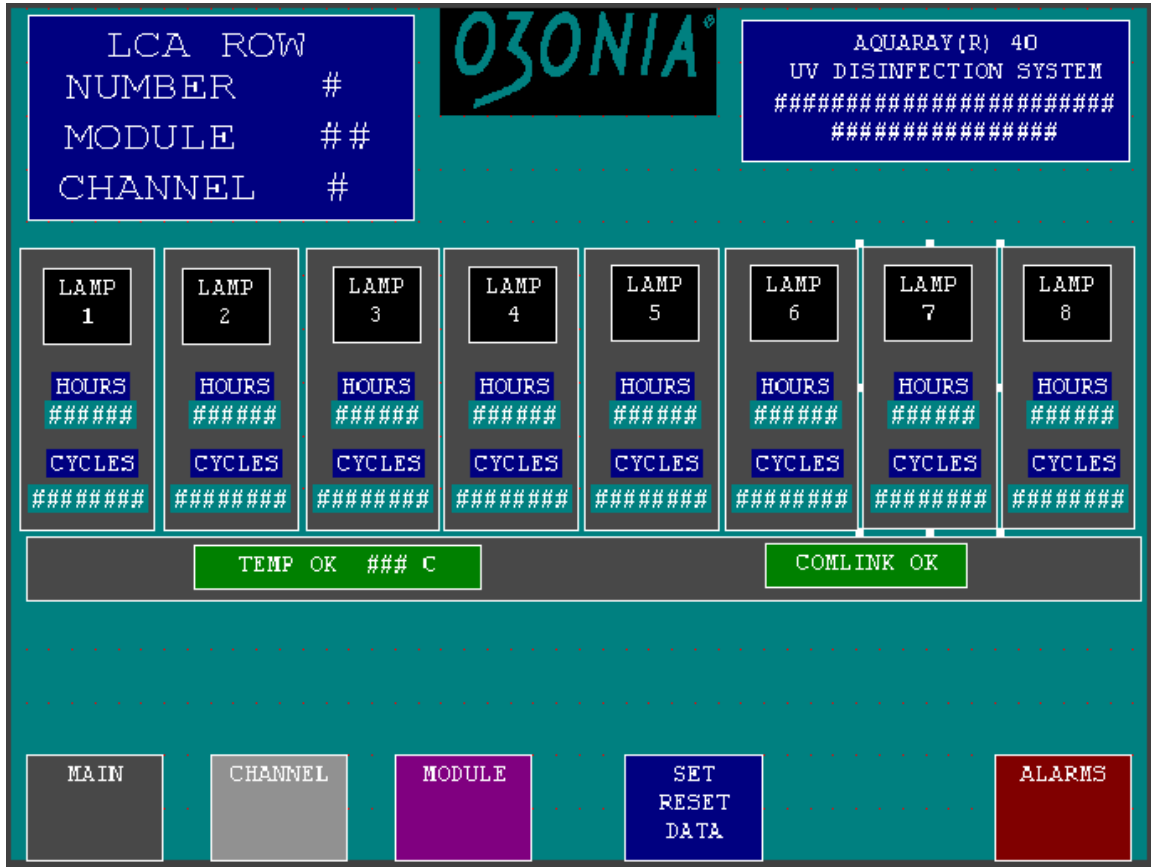 LCA ROW
NUMBER #
MODULE ##
CHANNEL #
OZONIA®
AQUARAY(R) 40
UV DISINFECTION SYSTEM
########################
################
LAMP
1
HOURS
######
CYCLES
########
LAMP
2
HOURS
######
CYCLES
########
LAMP
3
HOURS
######
CYCLES
########
LAMP
4
HOURS
######
CYCLES
########
LAMP
5
HOURS
######
CYCLES
########
LAMP
6
HOURS
######
CYCLES
########
LAMP
7
HOURS
######
CYCLES
########
LAMP
8
HOURS
######
CYCLES
########
TEMP OK ### C
COMLINK OK
MAIN
CHANNEL
MODULE
SET
RESET
DATA
ALARMS